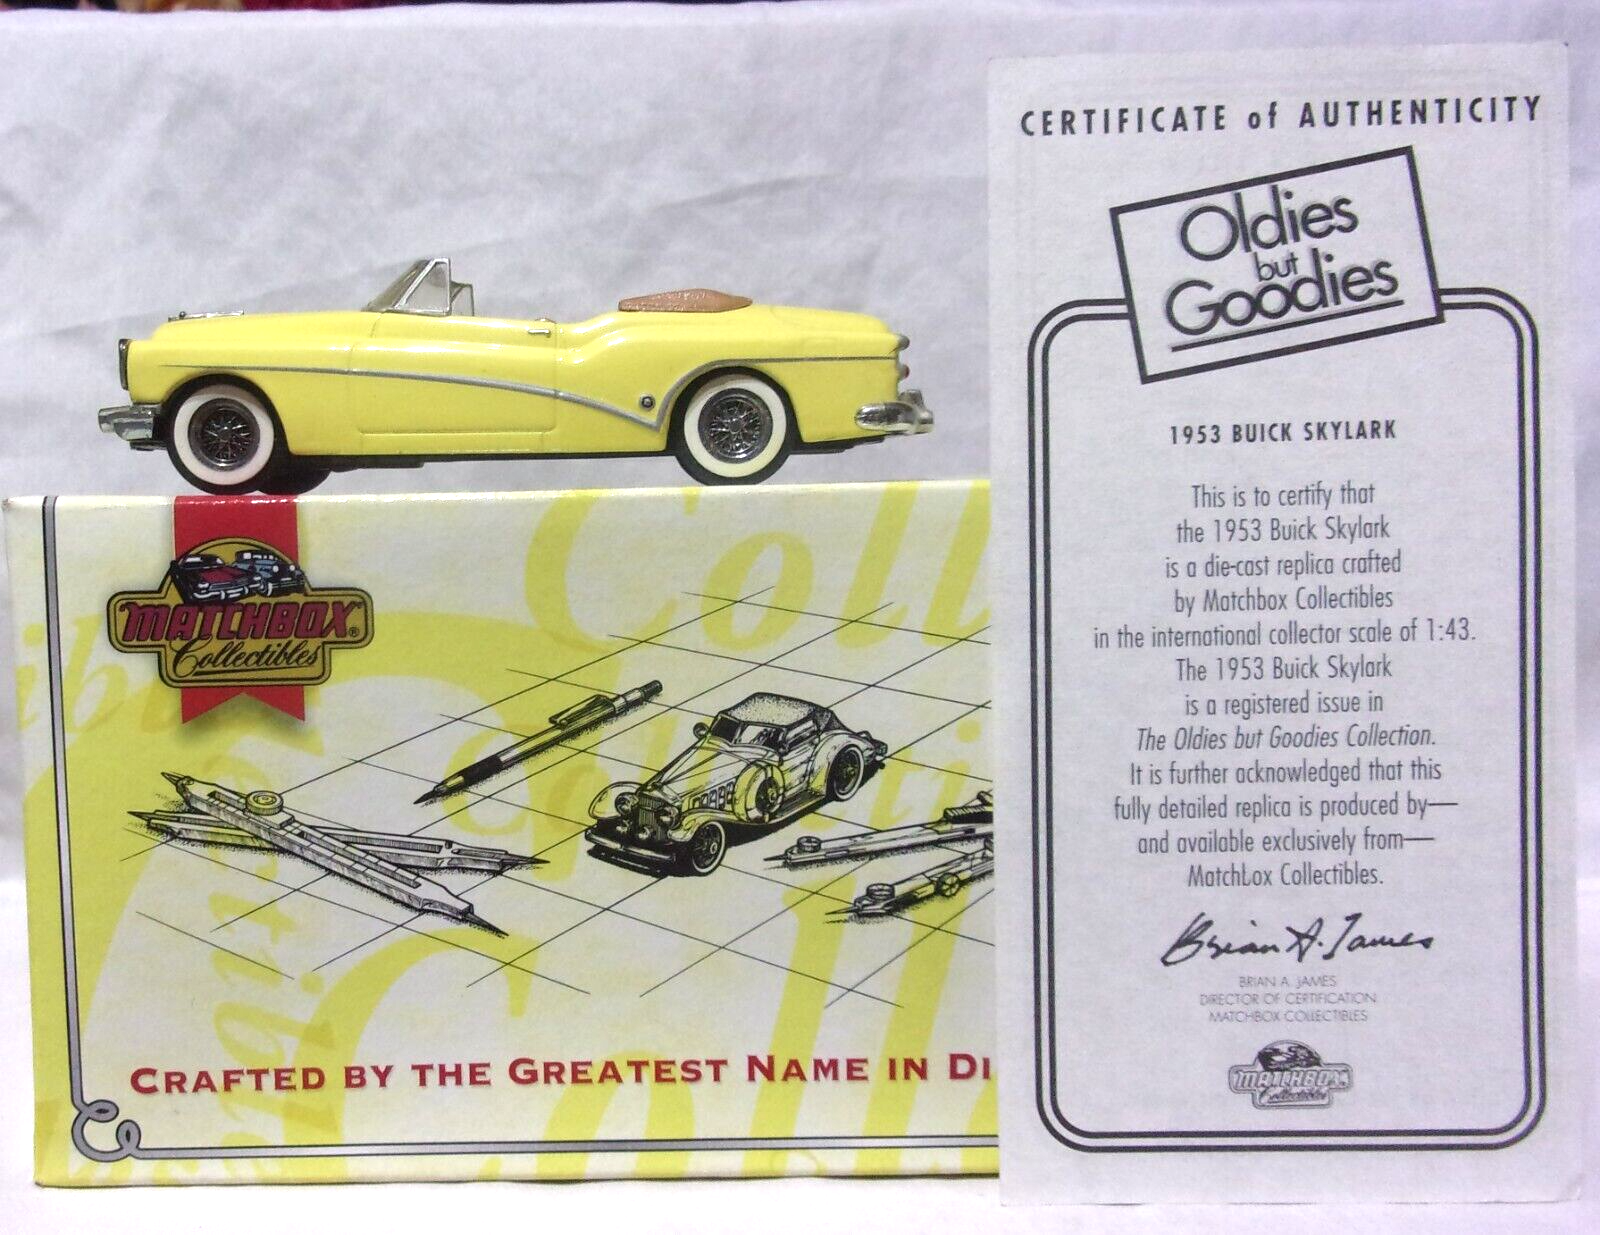 MATCHBOX®
Collectibles
CRAFTED BY THE GREATEST NAME IN DI
CERTIFICATE of AUTHENTICITY
Oldies
but
Goodies
1953 BUICK SKYLARK
This is to certify that
the 1953 Buick Skylark
is a die-cast replica crafted
by Matchbox Collectibles
in the international collector scale of 1:43.
The 1953 Buick Skylark
is a registered issue in
The Oldies but Goodies Collection.
It is further acknowledged that this
fully detailed replica is produced by—
and available exclusively from—
Matchbox Collectibles.
Brian A. James
BRIAN A. JAMES
DIRECTOR OF CERTIFICATION
MATCHBOX COLLECTIBLES
MATCHBOX
Collectibles